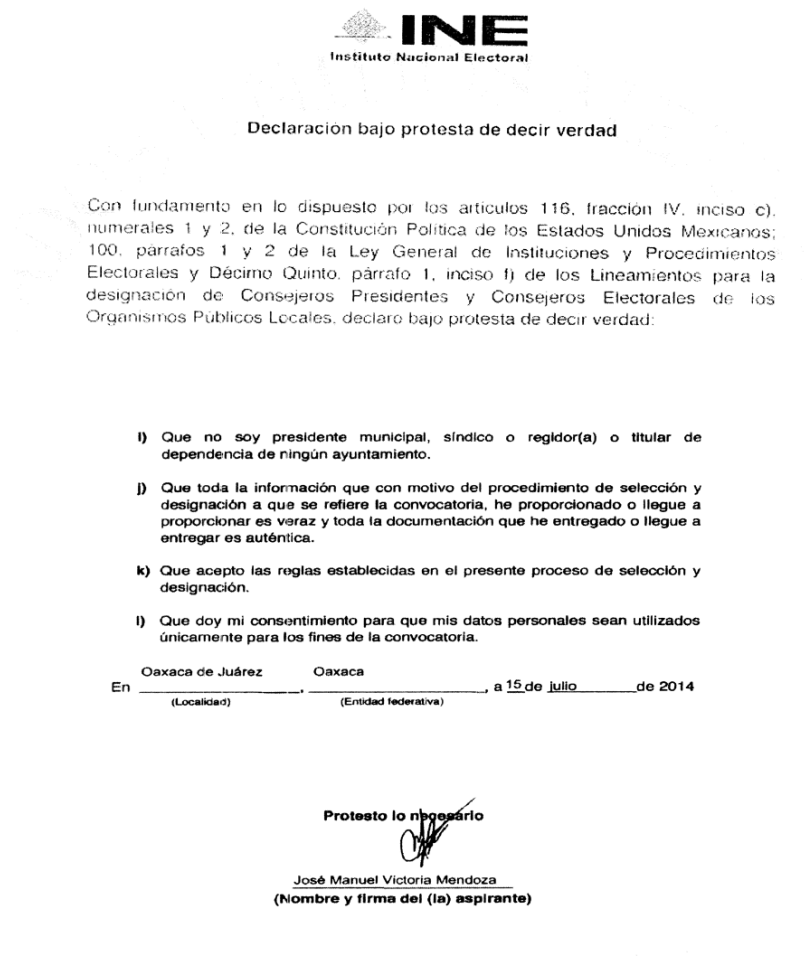 INE
Instituto Nacional Electoral
Declaración bajo protesta de decir verdad
Con fundamento en lo dispuesto por los artículos 116, fracción IV, inciso c),
numerales 1 y 2, de la Constitución Política de los Estados Unidos Mexicanos;
100, párrafos 1 y 2 de la Ley General de Instituciones y Procedimientos
Electorales y Décimo Quinto, párrafo 1, inciso f) de los Lineamientos para la
designación de Consejeros Presidentes y Consejeros Electorales de los
Organismos Públicos Locales, declaro bajo protesta de decir verdad:
i) Que no soy presidente municipal, síndico o regidor(a) o titular de
dependencia de ningún ayuntamiento.
j) Que toda la información que con motivo del procedimiento de selección y
designación a que se refiere la convocatoria, he proporcionado o llegue a
proporcionar es veraz y toda la documentación que he entregado o llegue a
entregar es auténtica.
k) Que acepto las reglas establecidas en el presente proceso de selección y
designación.
l) Que doy mi consentimiento para que mis datos personales sean utilizados
únicamente para los fines de la convocatoria.
En Oaxaca de Juárez, Oaxaca, a 15 de julio de 2014
(Localidad) (Entidad federativa)
Protesto lo necesario
José Manuel Victoria Mendoza
(Nombre y firma del (la) aspirante)